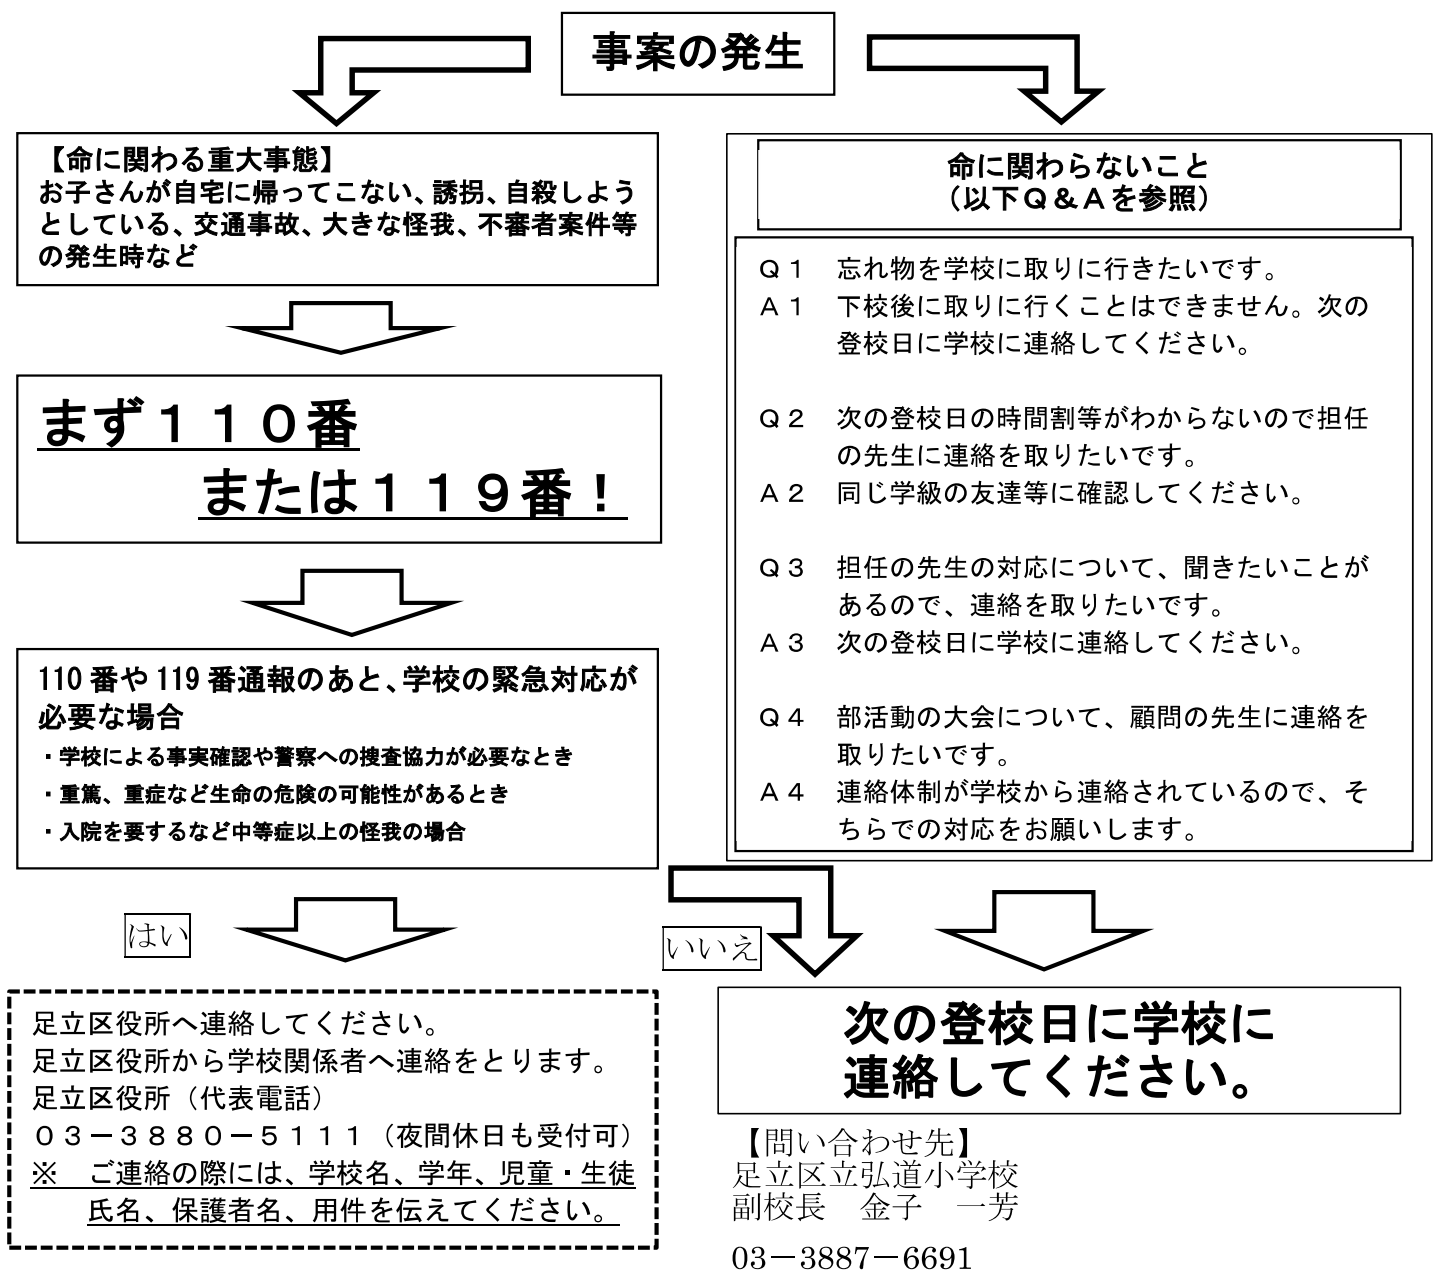 事案の発生
【命に関わる重大事態】
お子さんが自宅に帰ってこない、誘拐、自殺しよう
としている、交通事故、大きな怪我、不審者案件等
の発生時など
まず１１０番
または１１９番！
110 番や 119 番通報のあと、学校の緊急対応が
必要な場合
・学校による事実確認や警察への捜査協力が必要なとき
・重篤、重症など生命の危険の可能性があるとき
・入院を要するなど中等症以上の怪我の場合
はい
いいえ
足立区役所へ連絡してください。
足立区役所から学校関係者へ連絡をとります。
足立区役所（代表電話）
０３－３８８０－５１１１（夜間休日も受付可）
※　ご連絡の際には、学校名、学年、児童・生徒
氏名、保護者名、用件を伝えてください。
命に関わらないこと
（以下Ｑ＆Ａを参照）
Ｑ１　忘れ物を学校に取りに行きたいです。
Ａ１　下校後に取りに行くことはできません。次の
登校日に学校に連絡してください。
Ｑ２　次の登校日の時間割等がわからないので担任
の先生に連絡を取りたいです。
Ａ２　同じ学級の友達等に確認してください。
Ｑ３　担任の先生の対応について、聞きたいことが
あるので、連絡を取りたいです。
Ａ３　次の登校日に学校に連絡してください。
Ｑ４　部活動の大会について、顧問の先生に連絡を
取りたいです。
Ａ４　連絡体制が学校から連絡されているので、そ
ちらでの対応をお願いします。
次の登校日に学校に
連絡してください。
【問い合わせ先】
足立区立弘道小学校
副校長　金子　一芳
03－3887－6691